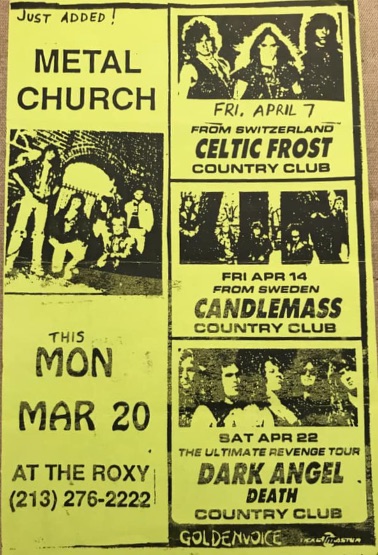 JUST ADDED!
METAL
CHURCH
THIS
MON
MAR 20
AT THE ROXY
(213) 276-2222
FRI. APRIL 7
FROM SWITZERLAND
CELTIC FROST
COUNTRY CLUB
FRI APR 14
FROM SWEDEN
CANDLEMASS
COUNTRY CLUB
SAT APR 22
THE ULTIMATE REVENGE TOUR
DARK ANGEL
DEATH
COUNTRY CLUB
GOLDENVOICE